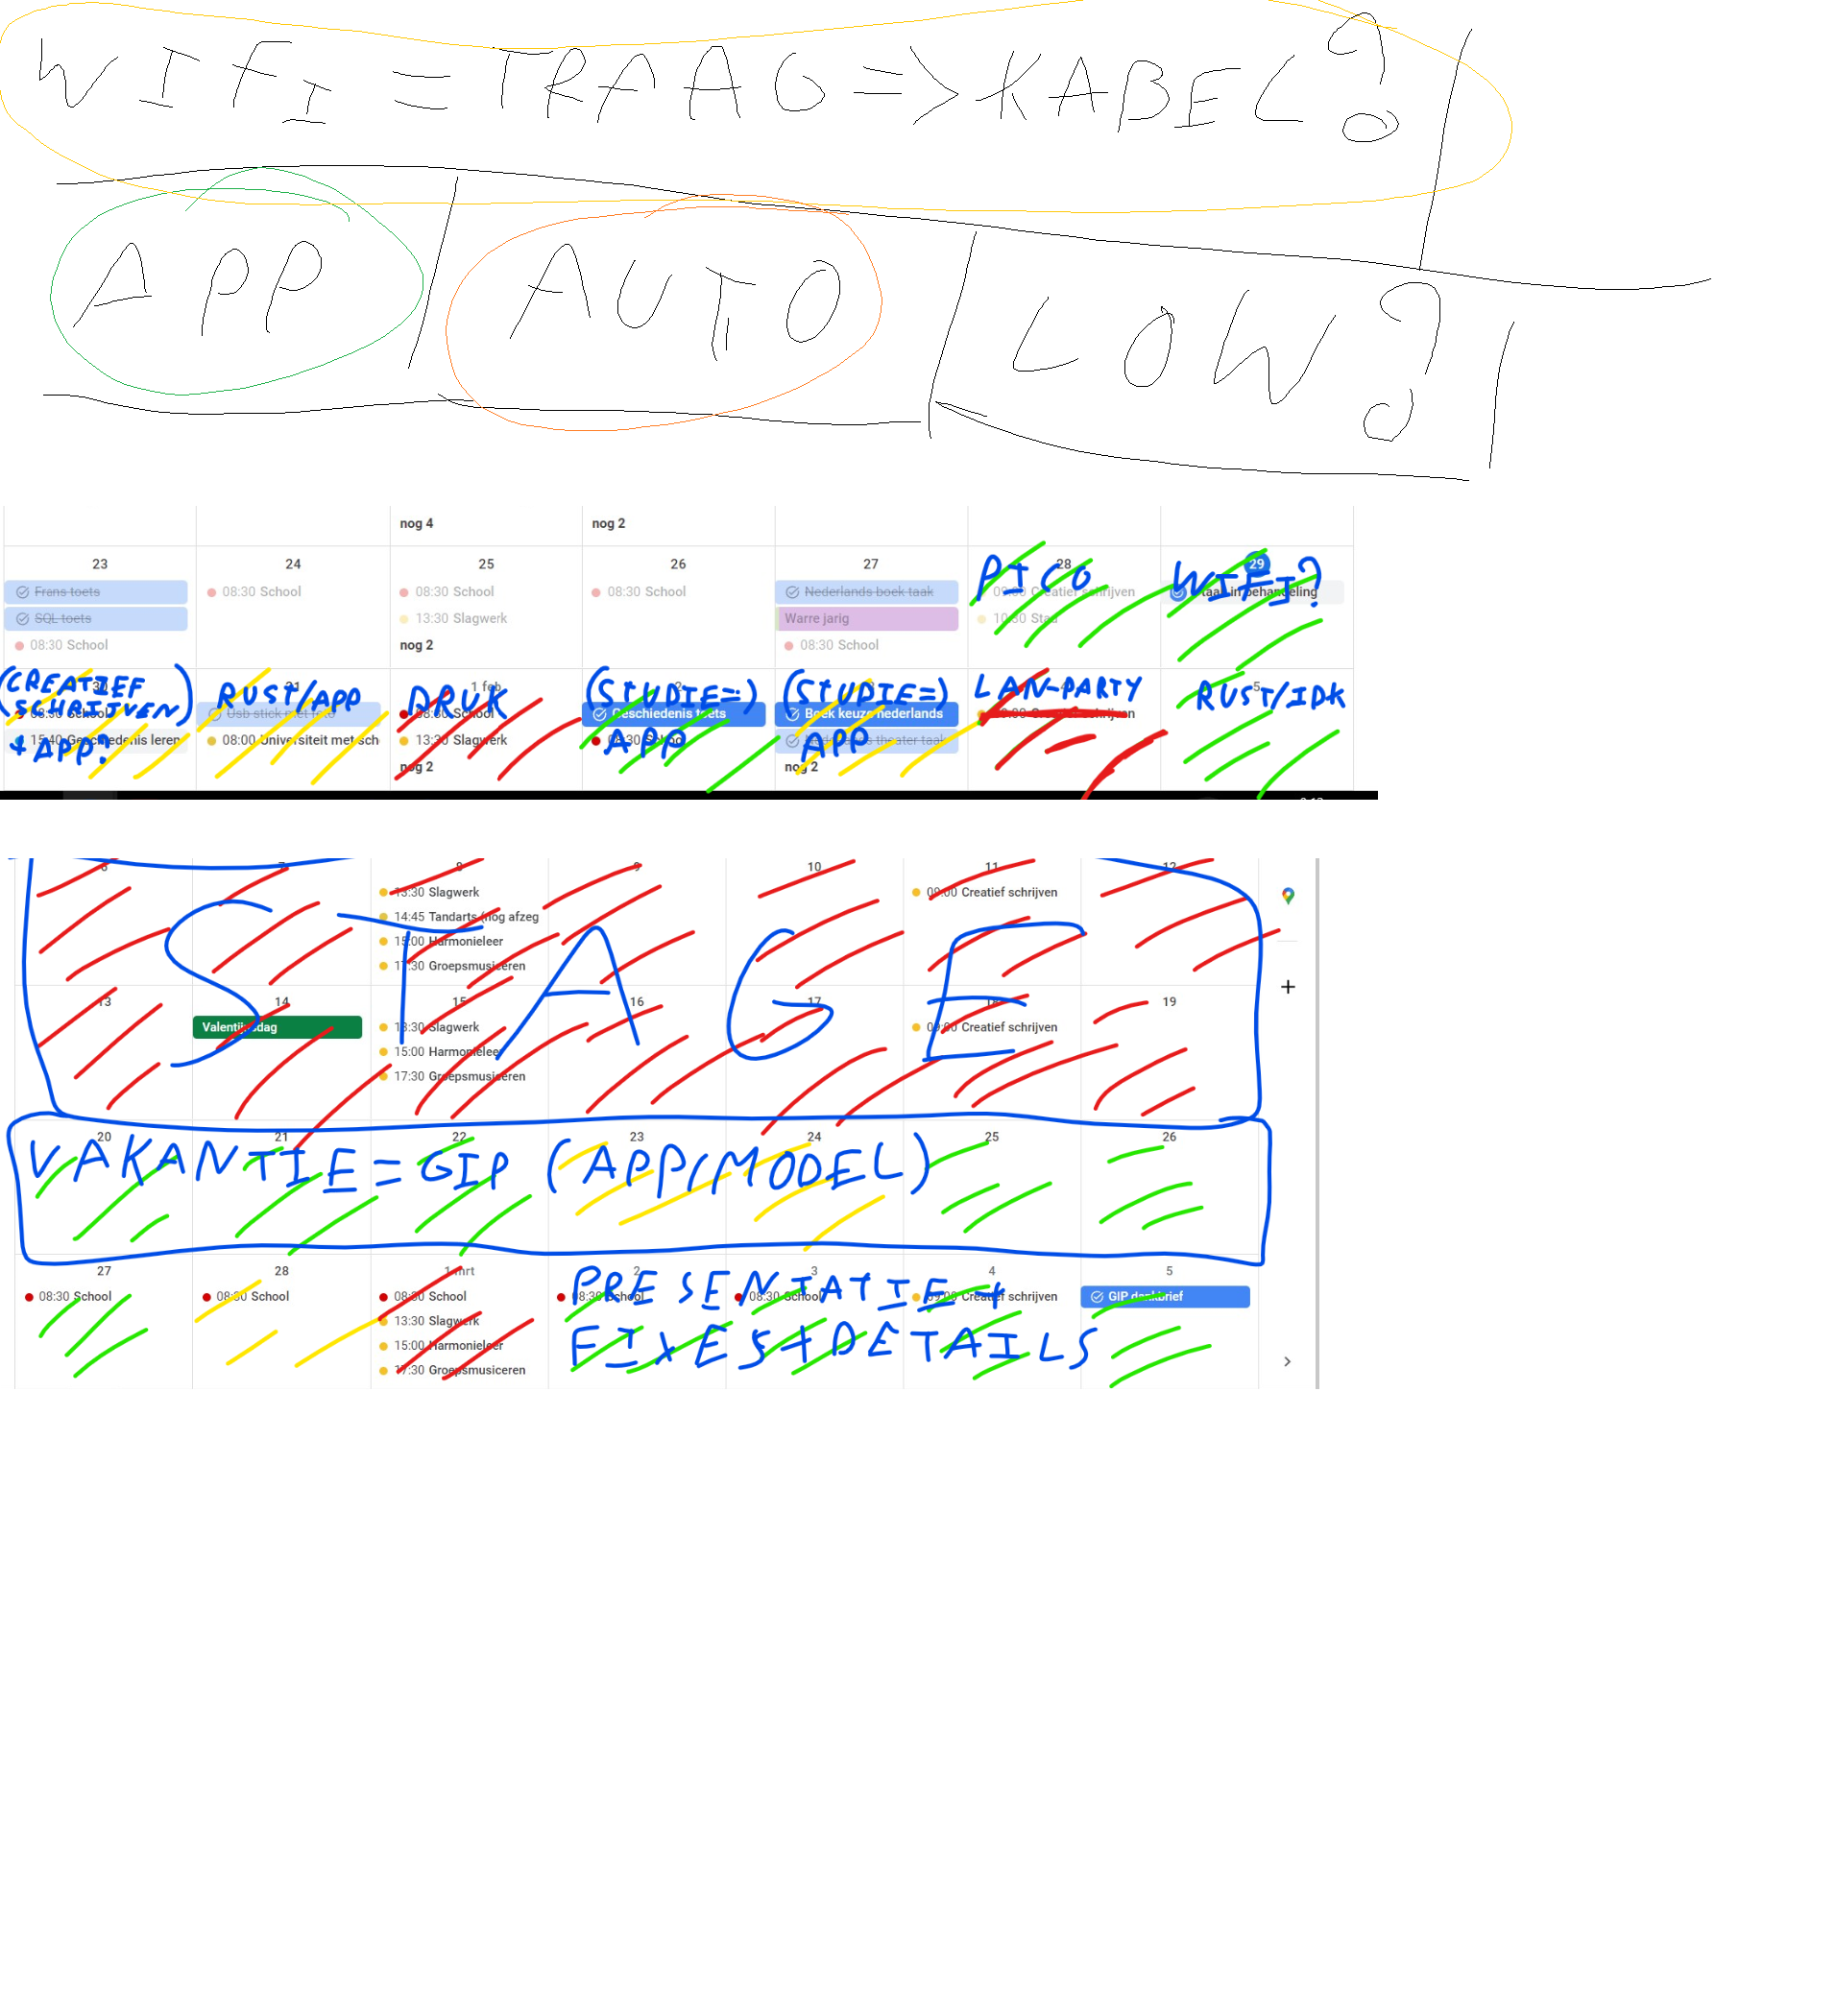 WIFI = TRAAG => KABEL?
APP AUTO LOW?
nog 4 nog 2
23 24 25 26 27 28 29
PICO WIFI?
Frans toets 08:30 School 08:30 School 08:30 School Nederlands boek taak 09:00 Creatief schrijven taak in behandeling
SQL toets 13:30 Slagwerk Warre jarig 10:30 Stad
08:30 School nog 2 08:30 School
30 31 1 feb 2 3 5
(CREATIEF SCHRIJVEN) + APP? RUST/APP DRUK (STUDIE=) APP (STUDIE=) APP LAN-PARTY RUST/IDK
08:30 School Usb stick met foto 08:30 School Geschiedenis toets Boek keuze nederlands 09:00 Creatief schrijven
15:40 Geschiedenis leren 08:00 Universiteit met sch 13:30 Slagwerk 08:30 School Nederlands theater taak
nog 2 nog 2
6 7 8 9 10 11 12
13:30 Slagwerk 09:00 Creatief schrijven
14:45 Tandarts (nog afzeg
15:00 Harmonieleer
17:30 Groepsmusiceren
STAGE
13 14 15 16 17 18 19
Valentijnsdag 13:30 Slagwerk 09:00 Creatief schrijven
15:00 Harmonieleer
17:30 Groepsmusiceren
20 21 22 23 24 25 26
VAKANTIE = GIP (APP/MODEL)
27 28 1 mrt 2 3 4 5
PRESENTATIE +
08:30 School 08:30 School 08:30 School 08:30 School 08:30 School 09:00 Creatief schrijven GIP dankbrief
13:30 Slagwerk
FIXES + DETAILS
15:00 Harmonieleer
17:30 Groepsmusiceren